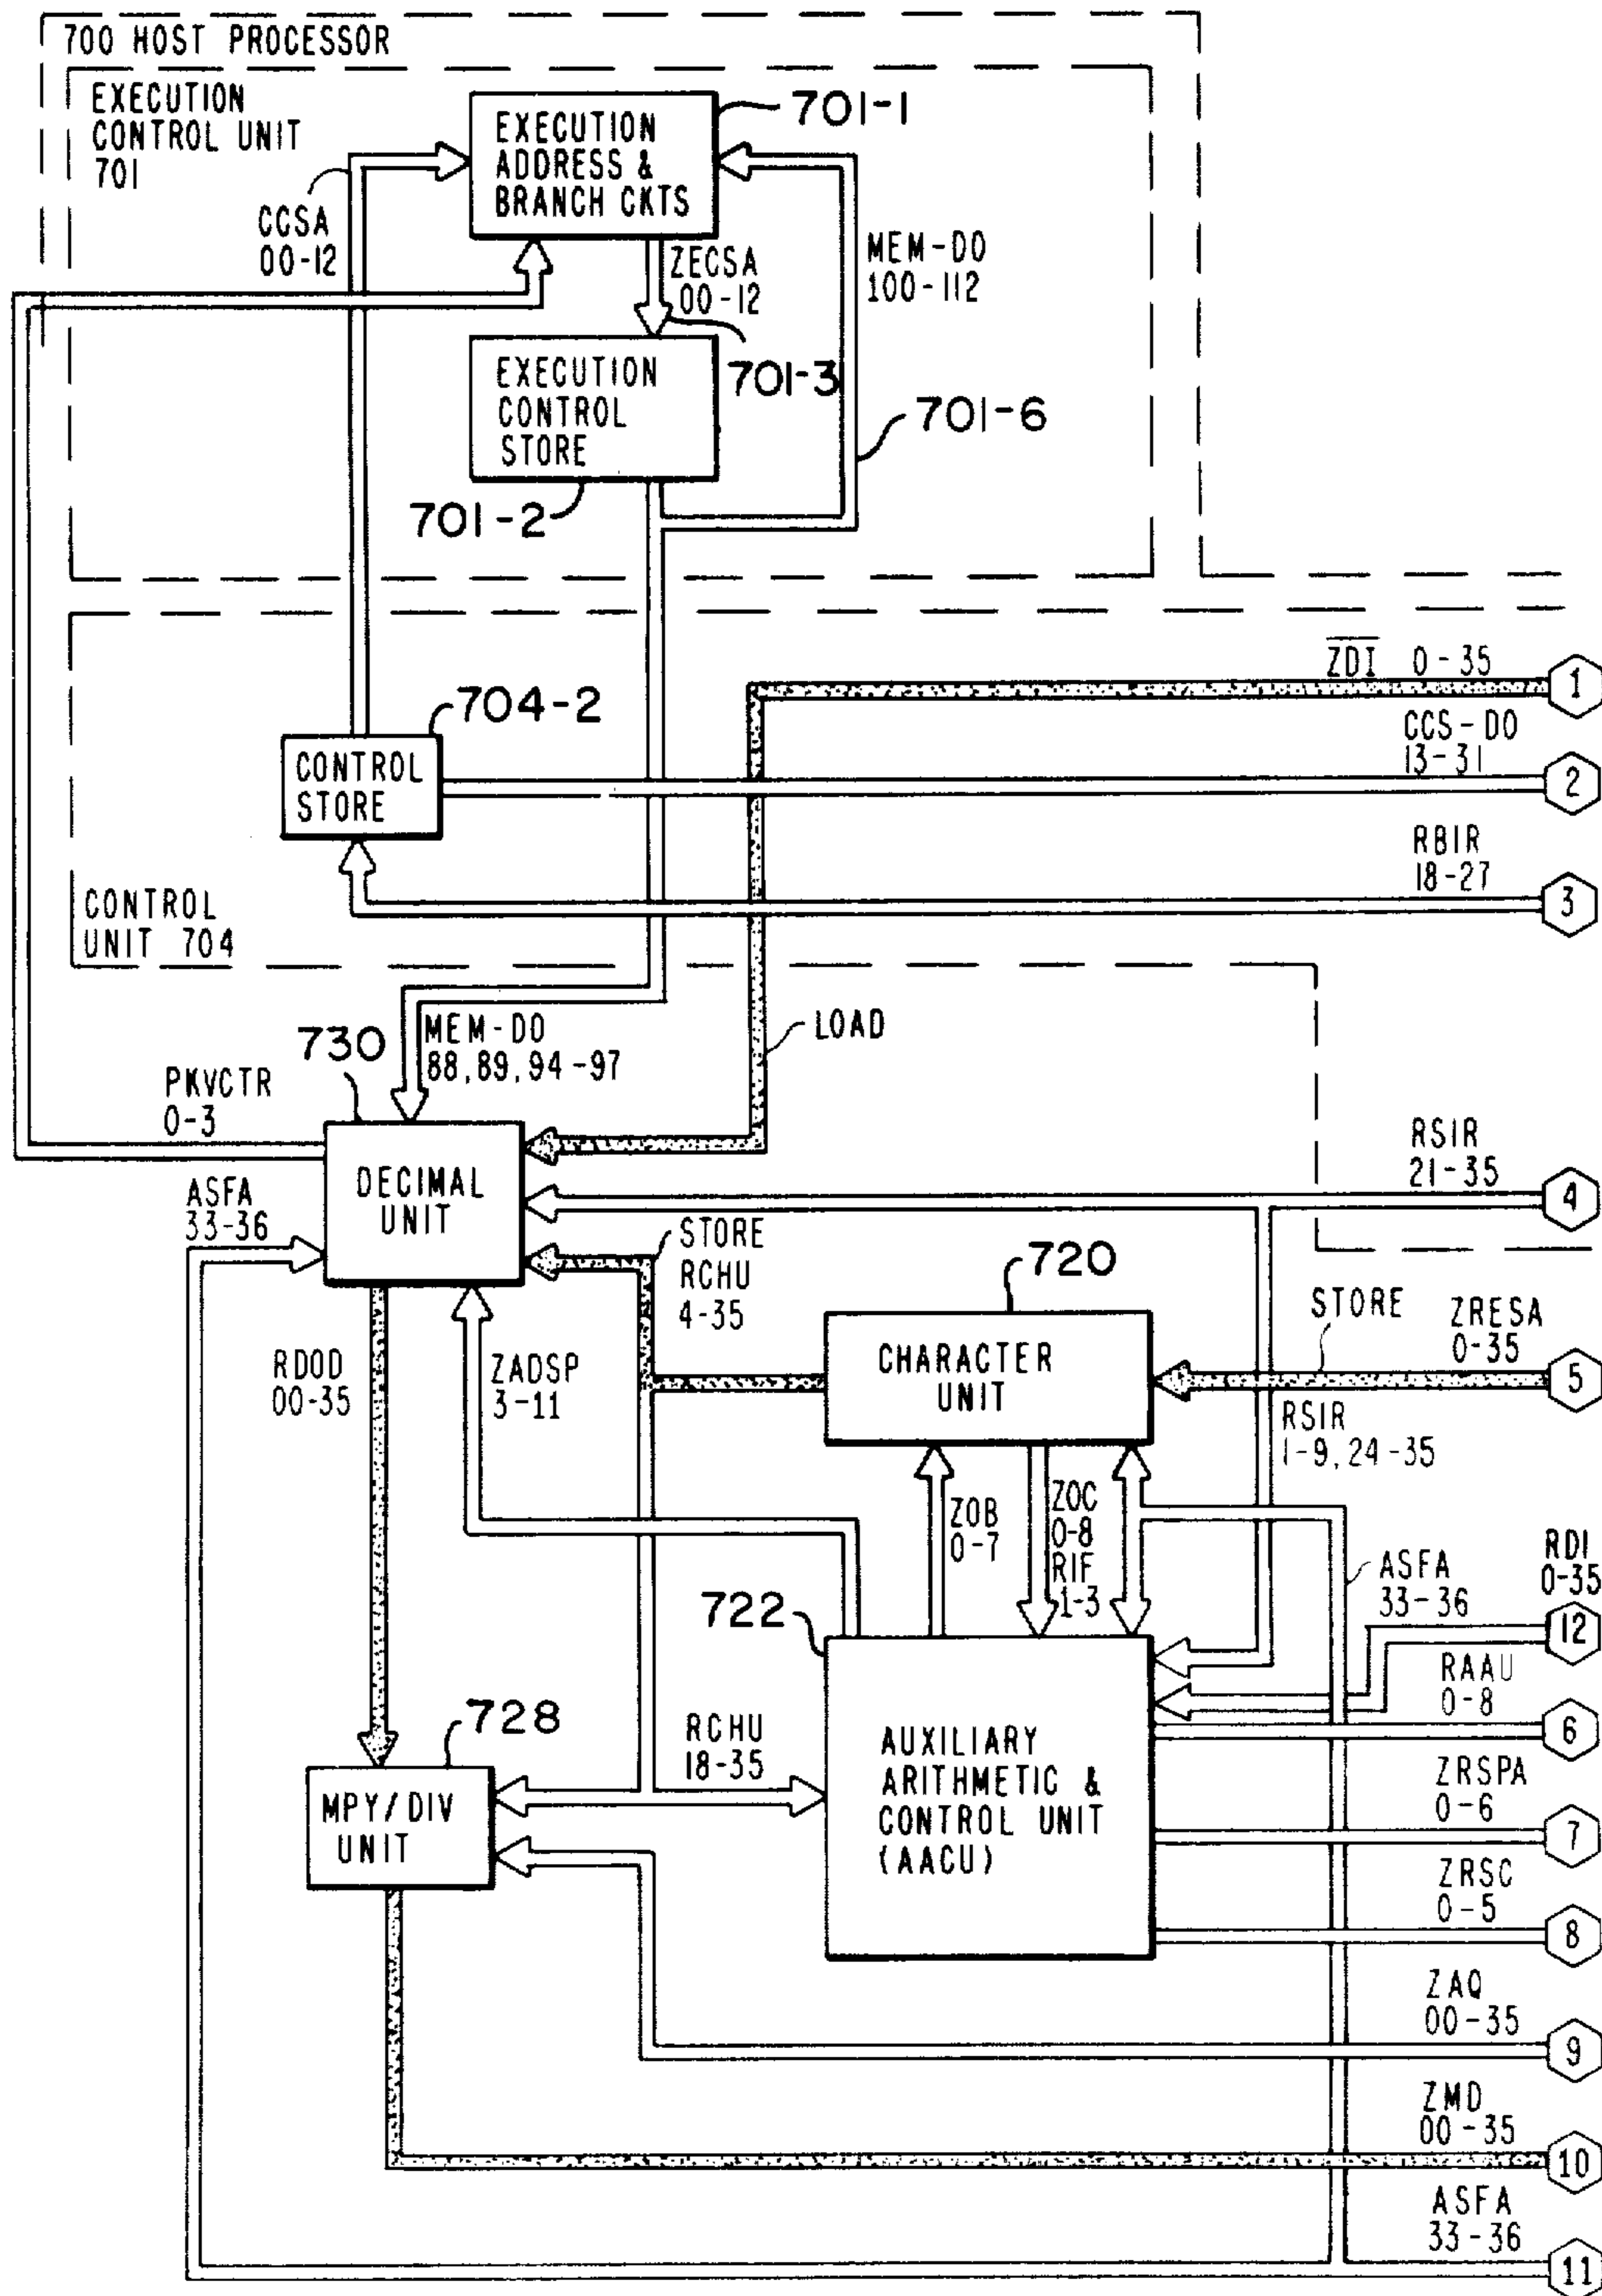 700 HOST PROCESSOR
EXECUTION
CONTROL UNIT
701
EXECUTION
ADDRESS &
BRANCH CKTS
701-1
CCSA
00-12
ZECSA
00-12
MEM-DO
100-112
EXECUTION
CONTROL
STORE
701-3
701-6
701-2
ZDI 0-35
1
704-2
CONTROL
STORE
CCS-DO
13-31
2
RBIR
18-27
3
CONTROL
UNIT 704
LOAD
730
MEM-DO
88,89,94-97
PKVCTR
0-3
DECIMAL
UNIT
RSIR
21-35
4
ASFA
33-36
STORE
RCHU
4-35
720
CHARACTER
UNIT
STORE
ZRESA
0-35
5
RDOD
00-35
ZADSP
3-11
RSIR
1-9,24-35
ZOB
0-7
ZOC
0-8
RIF
1-3
ASFA
33-36
RDI
0-35
12
722
RAAU
0-8
6
728
MPY/DIV
UNIT
RCHU
18-35
AUXILIARY
ARITHMETIC &
CONTROL UNIT
(AACU)
ZRSPA
0-6
7
ZRSC
0-5
8
ZAQ
00-35
9
ZMD
00-35
10
ASFA
33-36
11